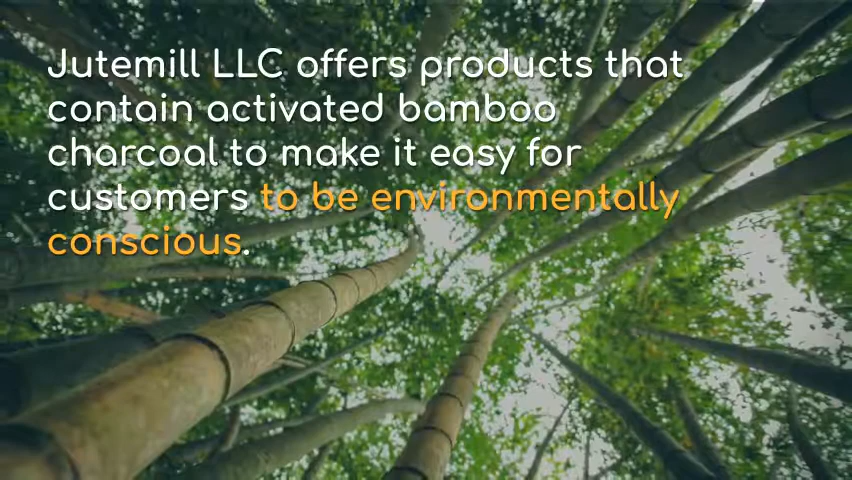 Jutemill LLC offers products that
contain activated bamboo
charcoal to make it easy for
customers to be environmentally
conscious.